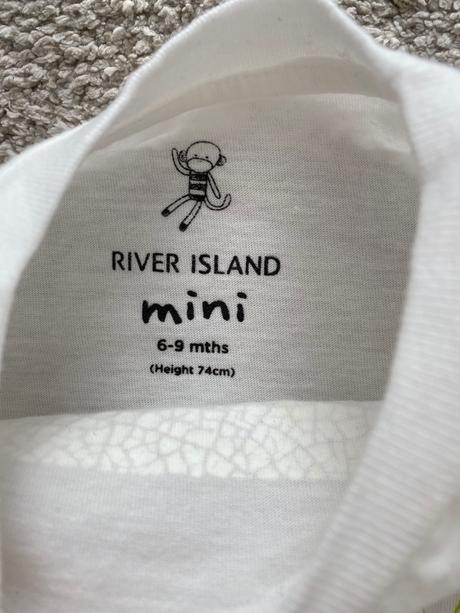 RIVER ISLAND
mini
6-9 mths
(Height 74cm)